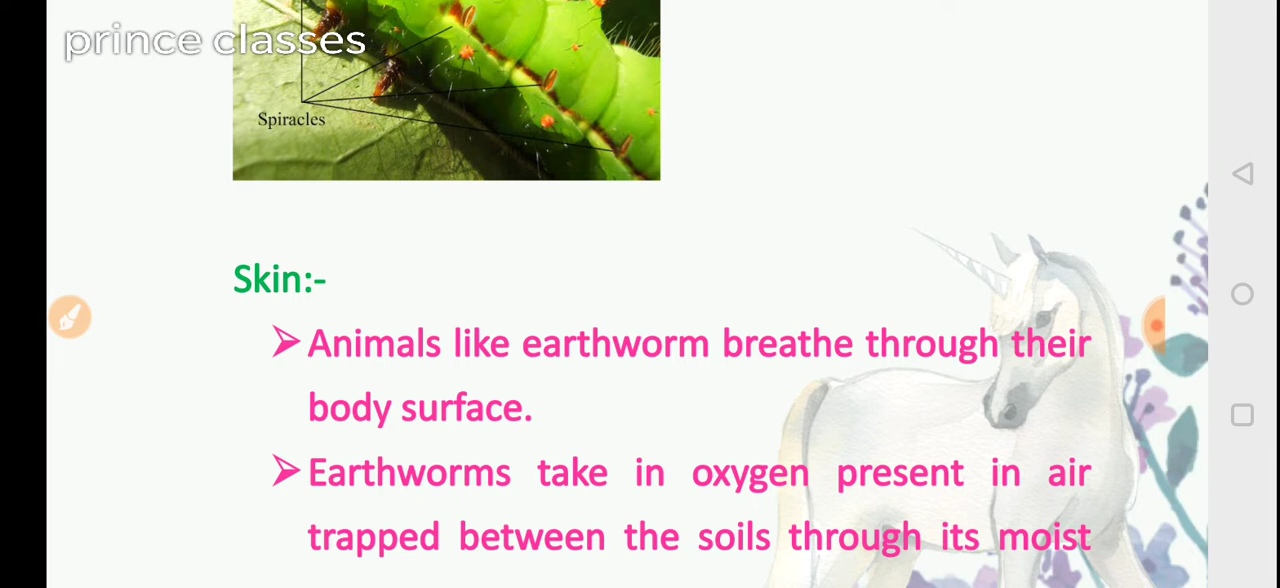 prince classes
Spiracles
Skin:-
➢ Animals like earthworm breathe through their
body surface.
➢ Earthworms take in oxygen present in air
trapped between the soils through its moist